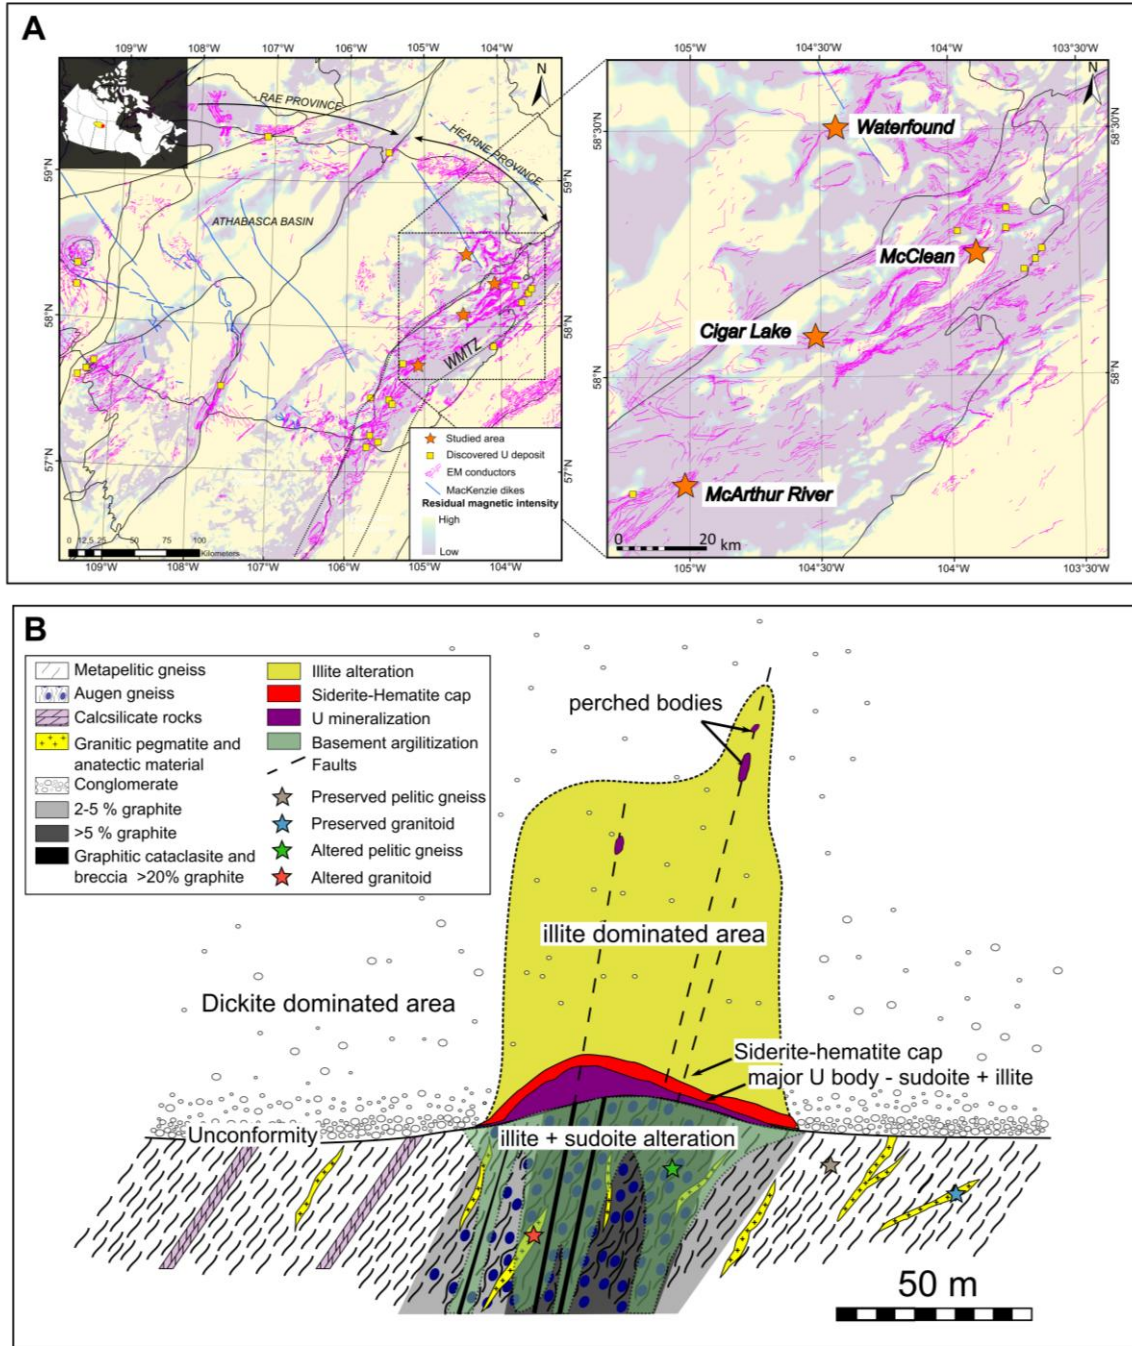 A
109°W 108°W 107°W 106°W 105°W 104°W
N
RAE PROVINCE
HEARNE PROVINCE
59°N
59°N
ATHABASCA BASIN
58°N
58°N
WMTZ
57°N
57°N
Studied area
Discovered U deposit
EM conductors
MacKenzie dikes
Residual magnetic intensity
High
Low
0 12,5 25 50 75 100
Kilometers
109°W 108°W 107°W 106°W 105°W 104°W
105°W 104°30'W 104°W 103°30'W
N
58°30'N
58°30'N
Waterfound
McClean
Cigar Lake
58°N
58°N
McArthur River
0 20 km
105°W 104°30'W 104°W 103°30'W
B
Metapelitic gneiss
Augen gneiss
Calcsilicate rocks
Granitic pegmatite and
anatectic material
Conglomerate
2-5 % graphite
>5 % graphite
Graphitic cataclasite and
breccia >20% graphite
Illite alteration
Siderite-Hematite cap
U mineralization
Basement argilitization
Faults
Preserved pelitic gneiss
Preserved granitoid
Altered pelitic gneiss
Altered granitoid
perched bodies
illite dominated area
Dickite dominated area
Siderite-hematite cap
major U body - sudoite + illite
Unconformity
illite + sudoite alteration
50 m